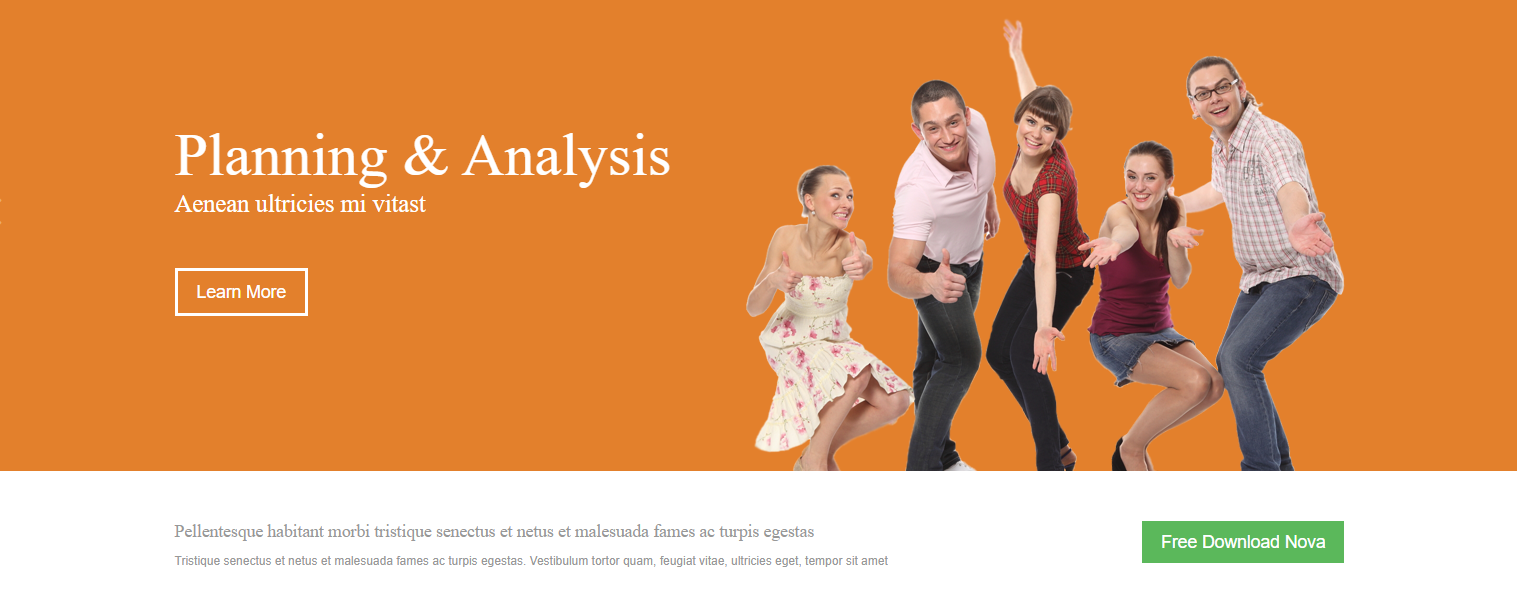 Planning & Analysis
Aenean ultricies mi vitast
Learn More
Pellentesque habitant morbi tristique senectus et netus et malesuada fames ac turpis egestas
Tristique senectus et netus et malesuada fames ac turpis egestas. Vestibulum tortor quam, feugiat vitae, ultricies eget, tempor sit amet
Free Download Nova